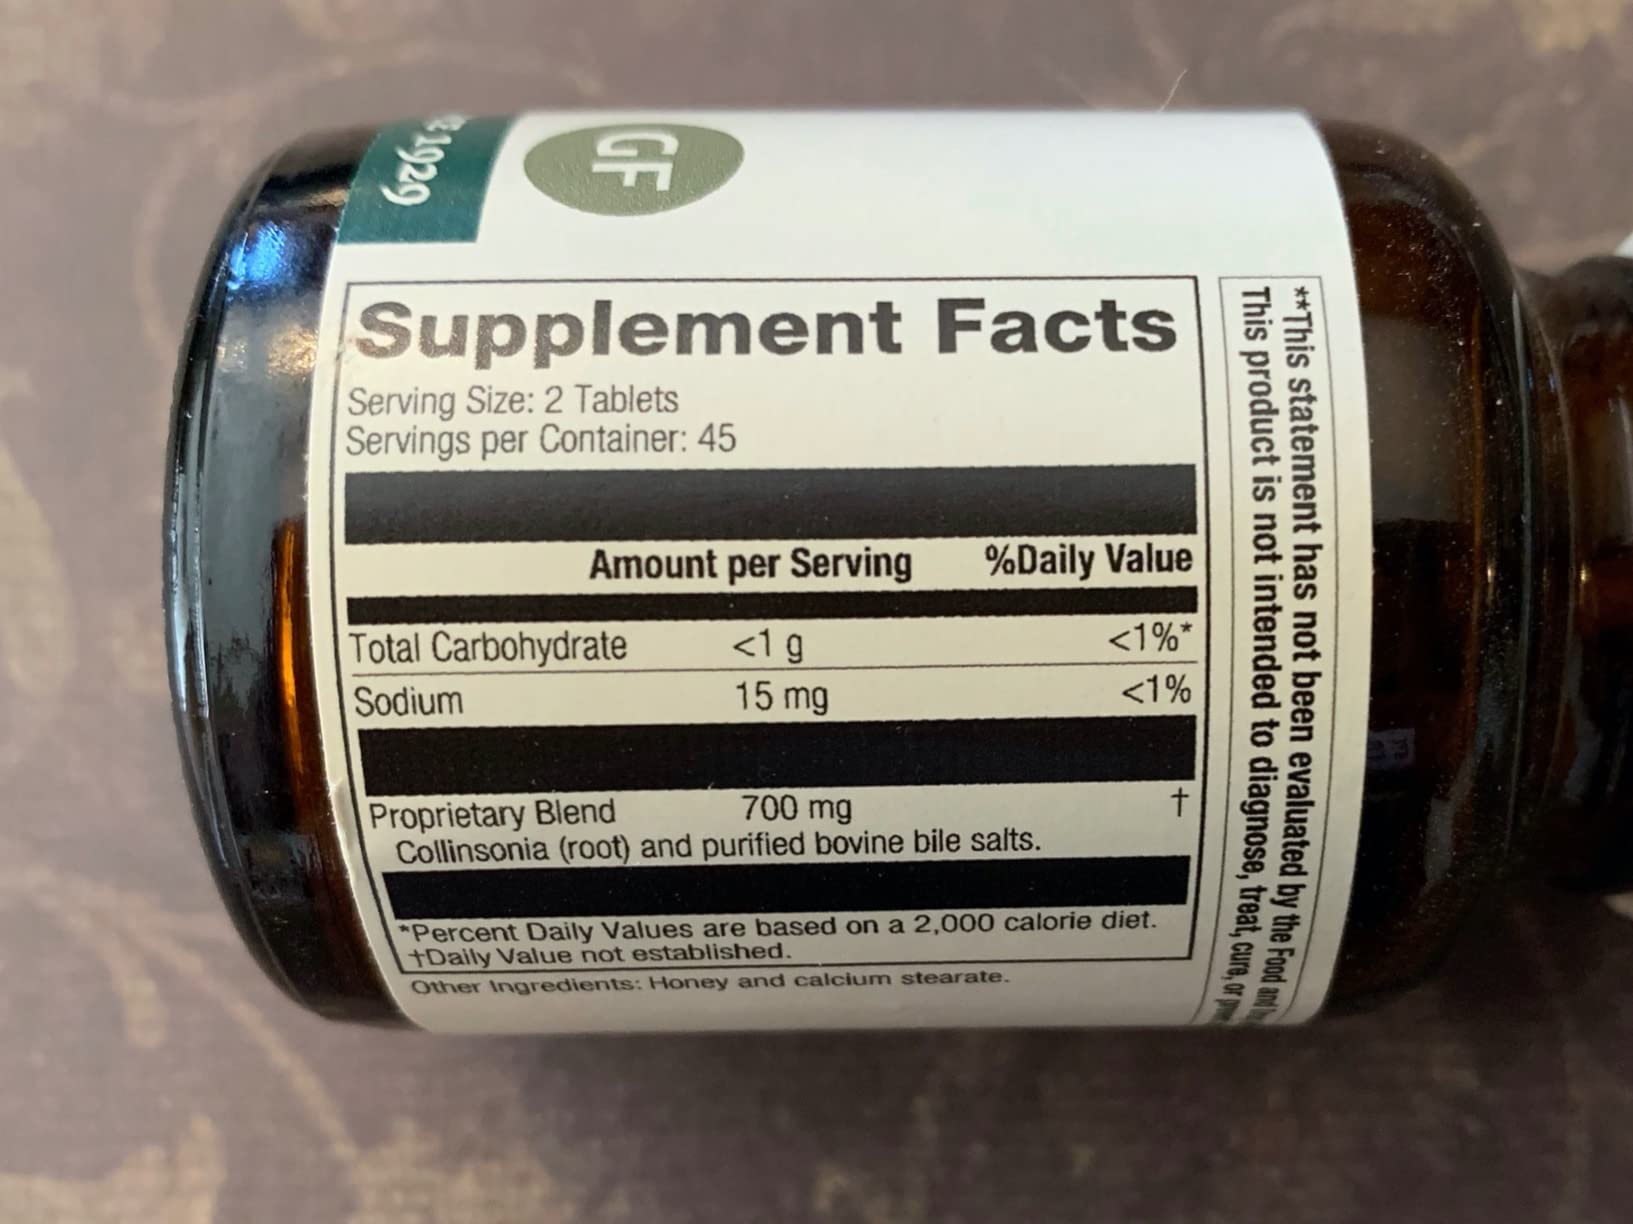 1929
GF
Supplement Facts
Serving Size: 2 Tablets
Servings per Container: 45
Amount per Serving %Daily Value
Total Carbohydrate <1 g <1%*
Sodium 15 mg <1%
Proprietary Blend 700 mg †
Collinsonia (root) and purified bovine bile salts.
*Percent Daily Values are based on a 2,000 calorie diet.
†Daily Value not established.
Other Ingredients: Honey and calcium stearate.
**This statement has not been evaluated by the Food and
This product is not intended to diagnose, treat, cure, or